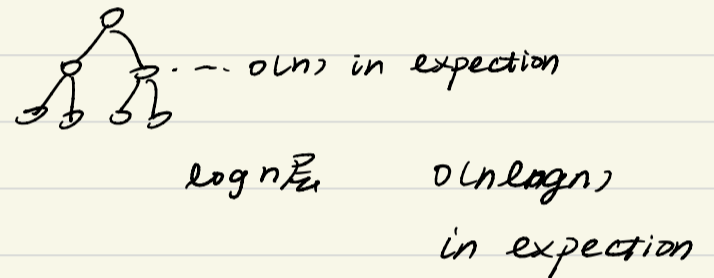 O(n) in expection
log n层 O(nlogn)
in expection